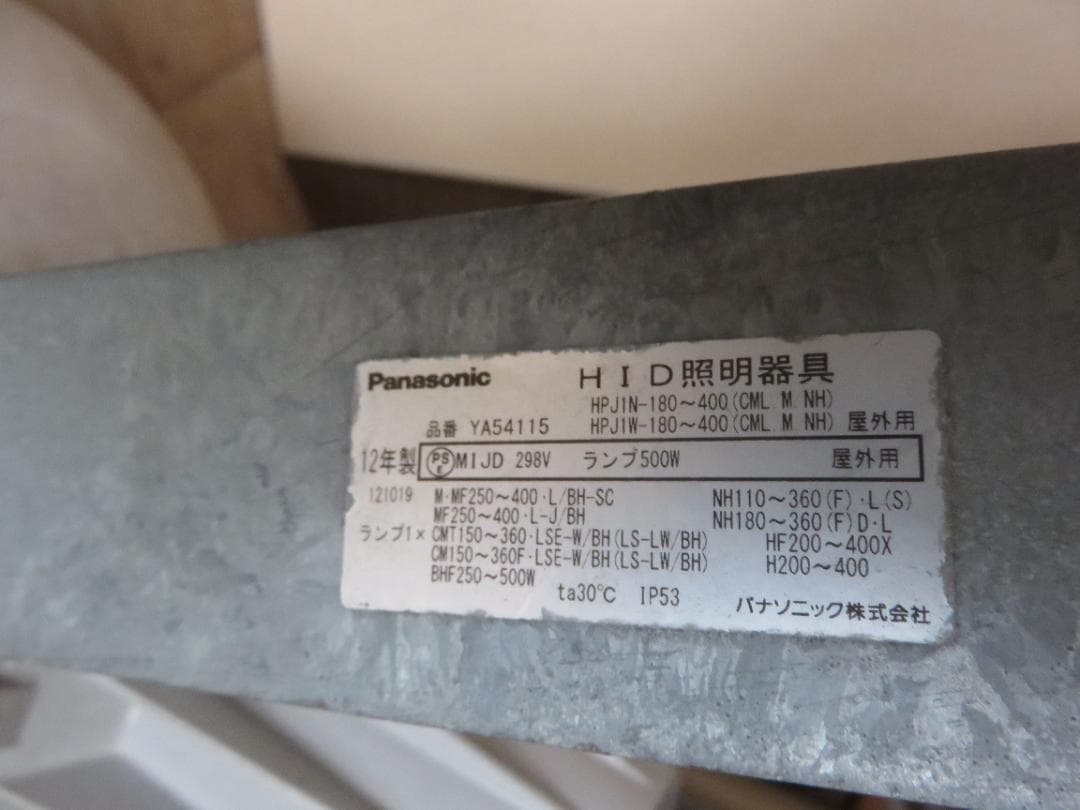 Panasonic HID照明器具
HPJ1N-180～400(CML M NH)
品番 YA54115 HPJ1W-180～400(CML M NH) 屋外用
12年製 PSE MIJD 298V ランプ500W 屋外用
121019 M·MF250～400·L/BH-SC NH110～360(F)·L(S)
MF250～400·L-J/BH NH180～360(F)D·L
ランプ1× CMT150～360·LSE-W/BH(LS-LW/BH) HF200～400X
CM150～360F·LSE-W/BH(LS-LW/BH) H200～400
BHF250～500W
ta30℃ IP53 パナソニック株式会社